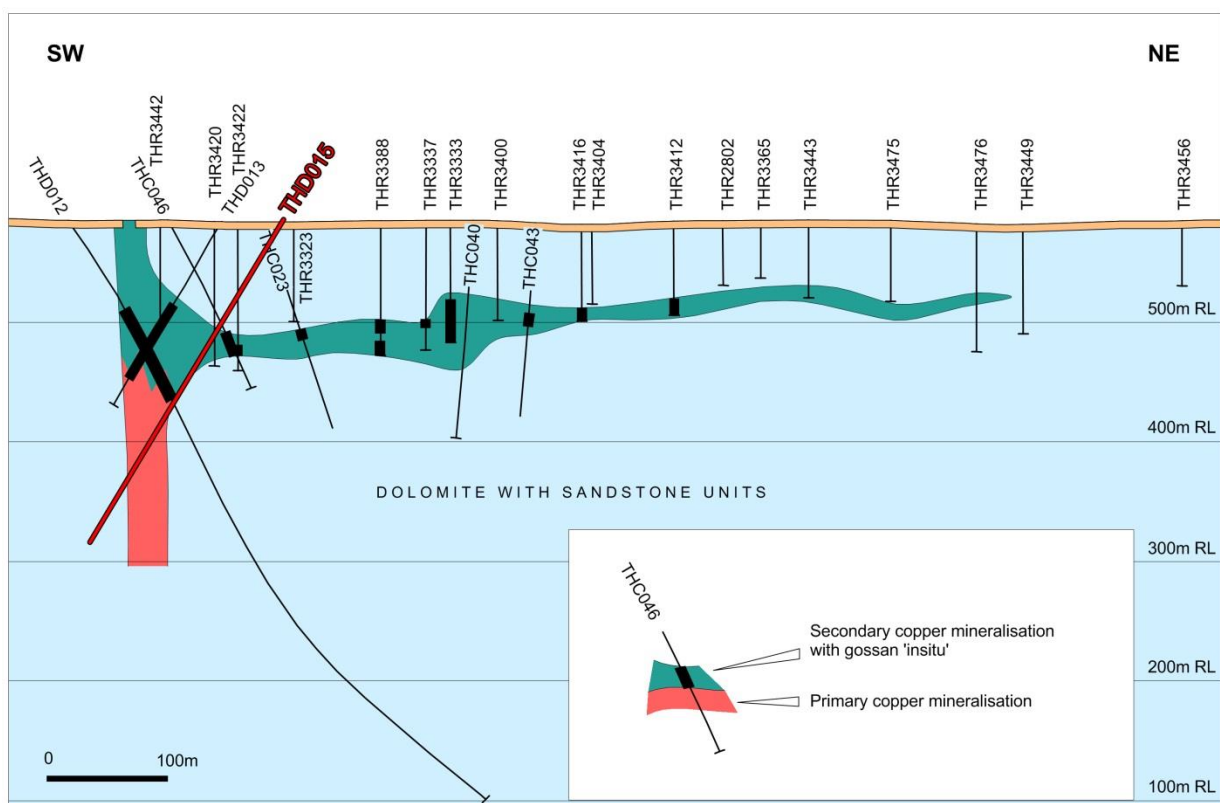 SW
NE
THD012
THC046
THR3442
THR3420
THR3422
THD013
THD015
THC023
THR3323
THR3388
THR3337
THR3333
THC040
THR3400
THC043
THR3416
THR3404
THR3412
THR2802
THR3365
THR3443
THR3475
THR3476
THR3449
THR3456
500m RL
400m RL
DOLOMITE WITH SANDSTONE UNITS
300m RL
200m RL
100m RL
THC046
Secondary copper mineralisation
with gossan 'insitu'
Primary copper mineralisation
0 100m